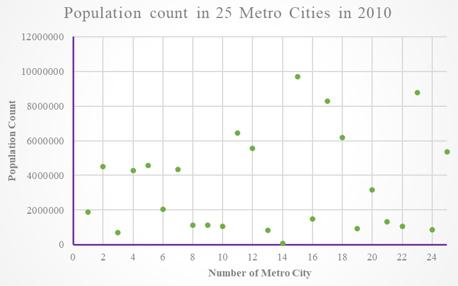 Population count in 25 Metro Cities in 2010
12000000
10000000
8000000
6000000
4000000
2000000
0
Population Count
0 2 4 6 8 10 12 14 16 18 20 22 24
Number of Metro City